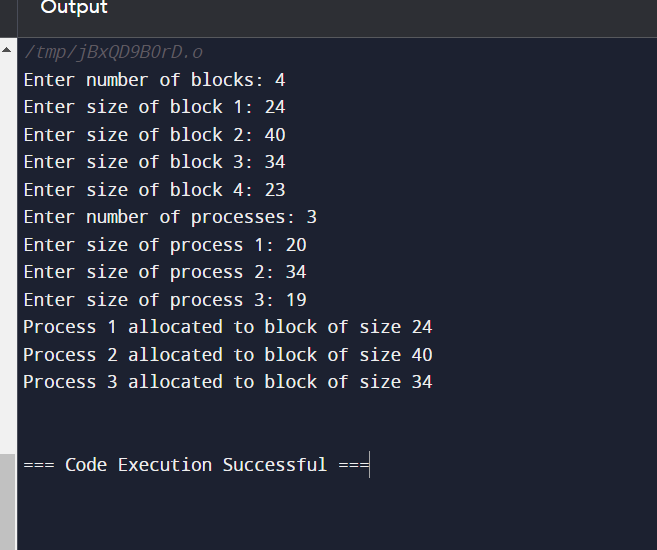 Output
/tmp/jBxQD9BOrD.o
Enter number of blocks: 4
Enter size of block 1: 24
Enter size of block 2: 40
Enter size of block 3: 34
Enter size of block 4: 23
Enter number of processes: 3
Enter size of process 1: 20
Enter size of process 2: 34
Enter size of process 3: 19
Process 1 allocated to block of size 24
Process 2 allocated to block of size 40
Process 3 allocated to block of size 34
=== Code Execution Successful ===